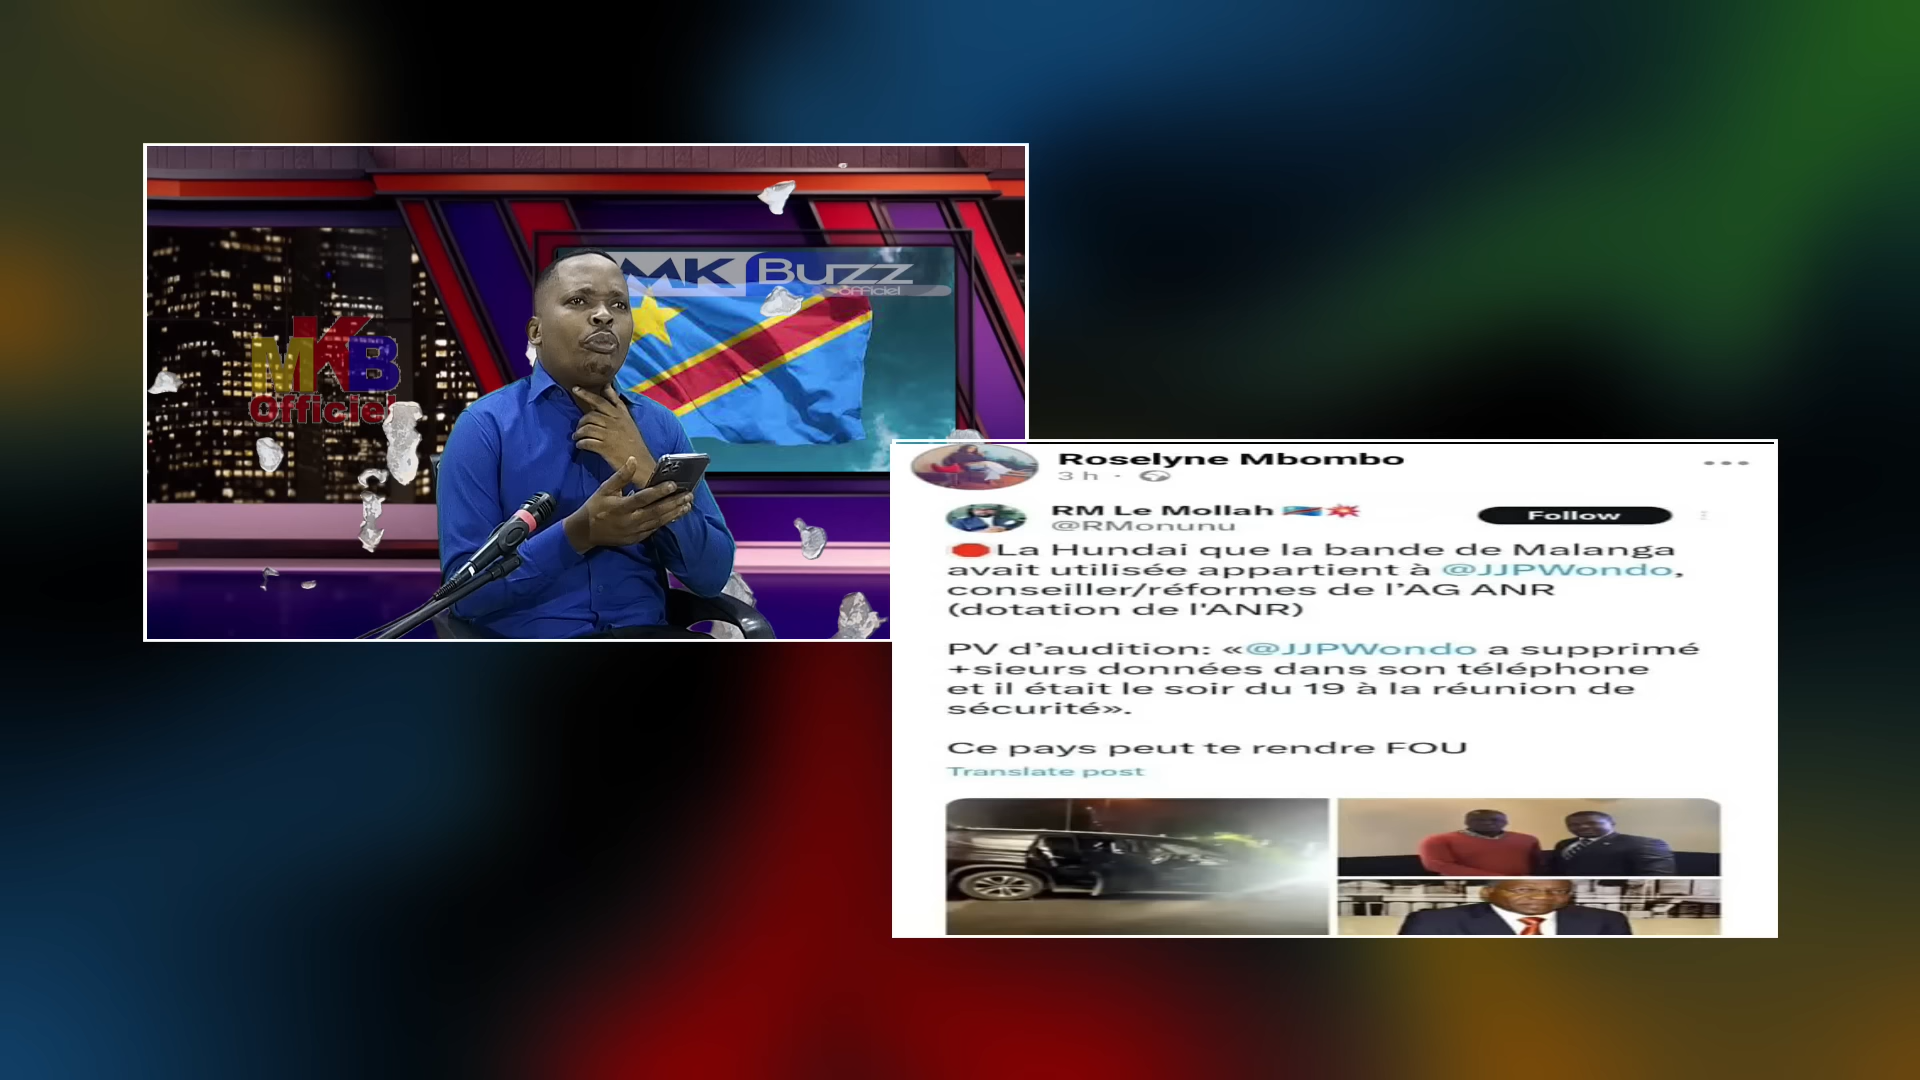 MK Buzz
officiel
MKB
Officiel
Roselyne Mbombo
3 h ·
RM Le Mollah
@RMonunu
Follow
La Hundai que la bande de Malanga
avait utilisée appartient à @JJPWondo,
conseiller/réformes de l'AG ANR
(dotation de l'ANR)
PV d'audition: «@JJPWondo a supprimé
+sieurs données dans son téléphone
et il était le soir du 19 à la réunion de
sécurité».
Ce pays peut te rendre FOU
Translate post